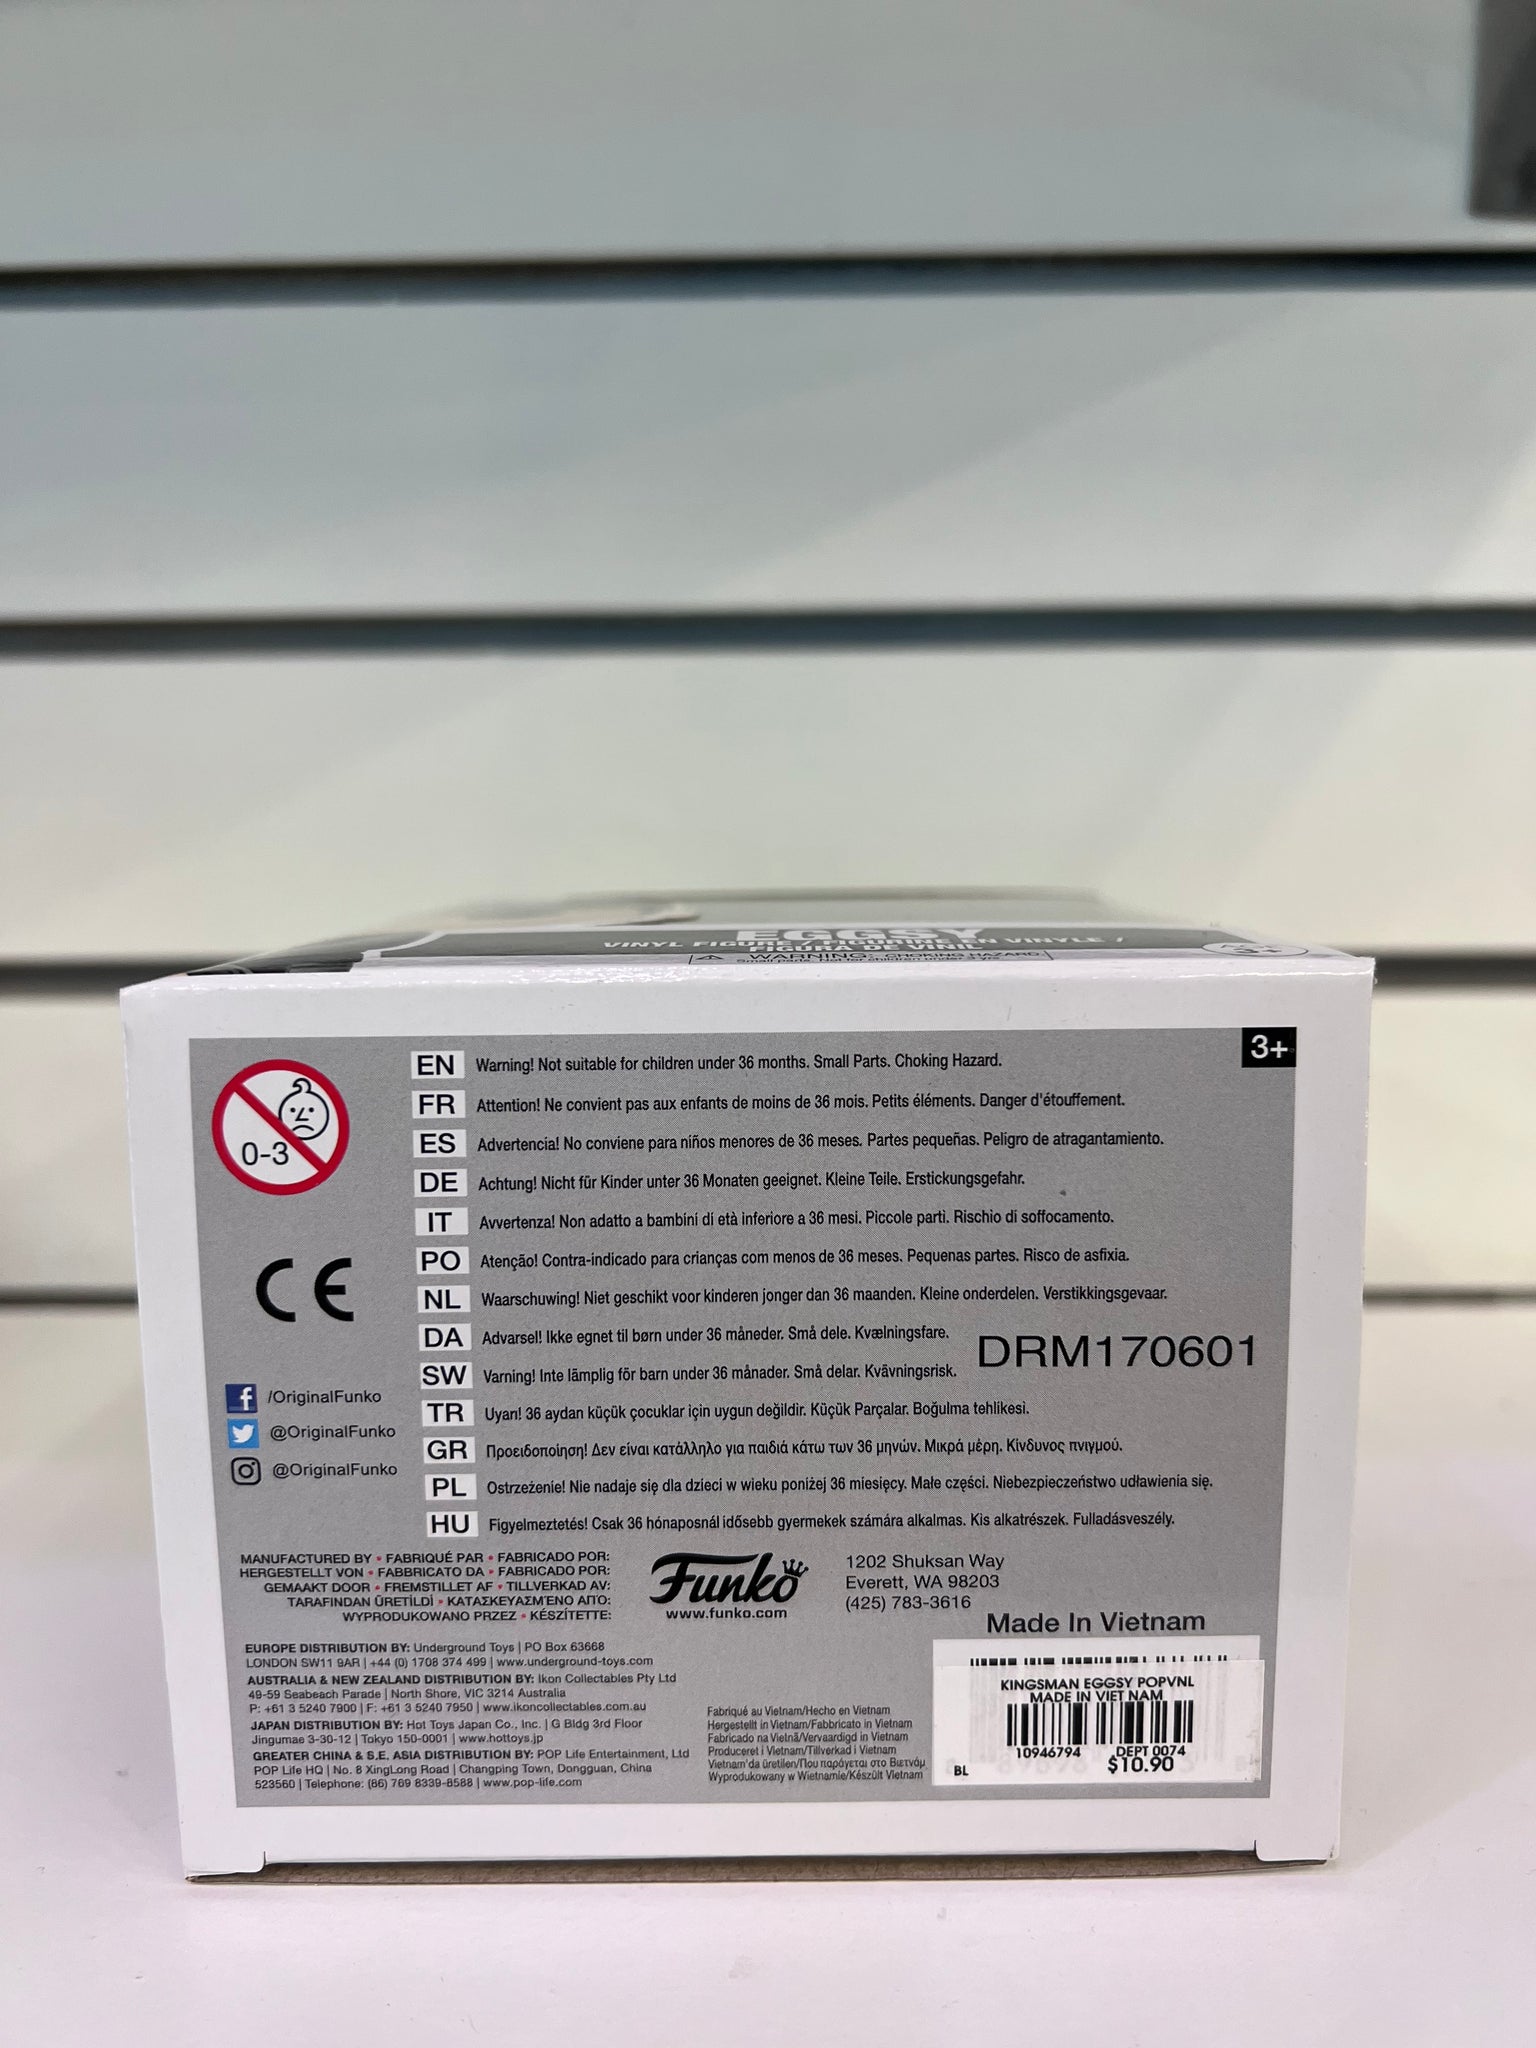 EGGSY
VINYL FIGURE / FIGURINE EN VINYLE /
FIGURA DE VINIL
WARNING: CHOKING HAZARD
Small parts. Not for children under 3 yrs.
3+
3+
0-3
EN Warning! Not suitable for children under 36 months. Small Parts. Choking Hazard.
FR Attention! Ne convient pas aux enfants de moins de 36 mois. Petits éléments. Danger d'étouffement.
ES Advertencia! No conviene para niños menores de 36 meses. Partes pequeñas. Peligro de atragantamiento.
DE Achtung! Nicht für Kinder unter 36 Monaten geeignet. Kleine Teile. Erstickungsgefahr.
IT Avvertenza! Non adatto a bambini di età inferiore a 36 mesi. Piccole parti. Rischio di soffocamento.
PO Atenção! Contra-indicado para crianças com menos de 36 meses. Pequenas partes. Risco de asfixia.
NL Waarschuwing! Niet geschikt voor kinderen jonger dan 36 maanden. Kleine onderdelen. Verstikkingsgevaar.
DA Advarsel! Ikke egnet til børn under 36 måneder. Små dele. Kvælningsfare.
SW Varning! Inte lämplig för barn under 36 månader. Små delar. Kvävningsrisk.
TR Uyarı! 36 aydan küçük çocuklar için uygun değildir. Küçük Parçalar. Boğulma tehlikesi.
GR Προειδοποίηση! Δεν είναι κατάλληλο για παιδιά κάτω των 36 μηνών. Μικρά μέρη. Κίνδυνος πνιγμού.
PL Ostrzeżenie! Nie nadaje się dla dzieci w wieku poniżej 36 miesięcy. Małe części. Niebezpieczeństwo udławienia się.
HU Figyelmeztetés! Csak 36 hónaposnál idősebb gyermekek számára alkalmas. Kis alkatrészek. Fulladásveszély.
CE
DRM170601
/OriginalFunko
@OriginalFunko
@OriginalFunko
MANUFACTURED BY • FABRIQUÉ PAR • FABRICADO POR:
HERGESTELLT VON • FABBRICATO DA • FABRICADO POR:
GEMAAKT DOOR • FREMSTILLET AF • TILLVERKAD AV:
TARAFINDAN ÜRETİLDİ • ΚΑΤΑΣΚΕΥΑΣΜΈΝΟ ΑΠΌ:
WYPRODUKOWANO PRZEZ • KÉSZÍTETTE:
Funko
www.funko.com
1202 Shuksan Way
Everett, WA 98203
(425) 783-3616
Made In Vietnam
EUROPE DISTRIBUTION BY: Underground Toys | PO Box 63668
LONDON SW11 9AR | +44 (0) 1708 374 499 | www.underground-toys.com
AUSTRALIA & NEW ZEALAND DISTRIBUTION BY: Ikon Collectables Pty Ltd
49-59 Seabeach Parade | North Shore, VIC 3214 Australia
P: +61 3 5240 7900 | F: +61 3 5240 7950 | www.ikoncollectables.com.au
JAPAN DISTRIBUTION BY: Hot Toys Japan Co., Inc. | G Bldg 3rd Floor
Jingumae 3-30-12 | Tokyo 150-0001 | www.hottoys.jp
GREATER CHINA & S.E. ASIA DISTRIBUTION BY: POP Life Entertainment, Ltd
POP Life HQ | No. 8 XingLong Road | Changping Town, Dongguan, China
523560 | Telephone: (86) 769 8339-8588 | www.pop-life.com
Fabriqué au Vietnam/Hecho en Vietnam
Hergestellt in Vietnam/Fabbricato in Vietnam
Fabricado na Vietnã/Vervaardigd in Vietnam
Produceret i Vietnam/Tillverkad i Vietnam
Vietnam'da üretilen/Που παράγεται στο Βιετνάμ
Wyprodukowany w Wietnamie/Készült Vietnam
KINGSMAN EGGSY POPVNL
MADE IN VIET NAM
10946794 DEPT 0074
BL $10.90